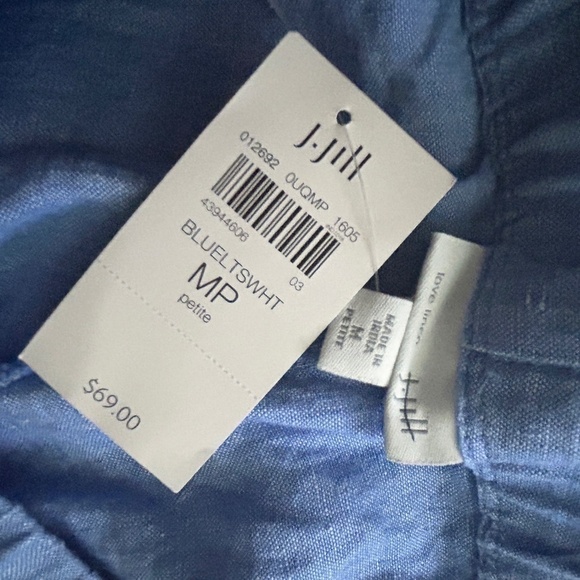 J.Jill
012692 0UQMP 1605
43944606 03
BLUELTSWHT
MP
petite
$69.00
MADE IN
INDIA
M
PETITE
love linen
J.Jill